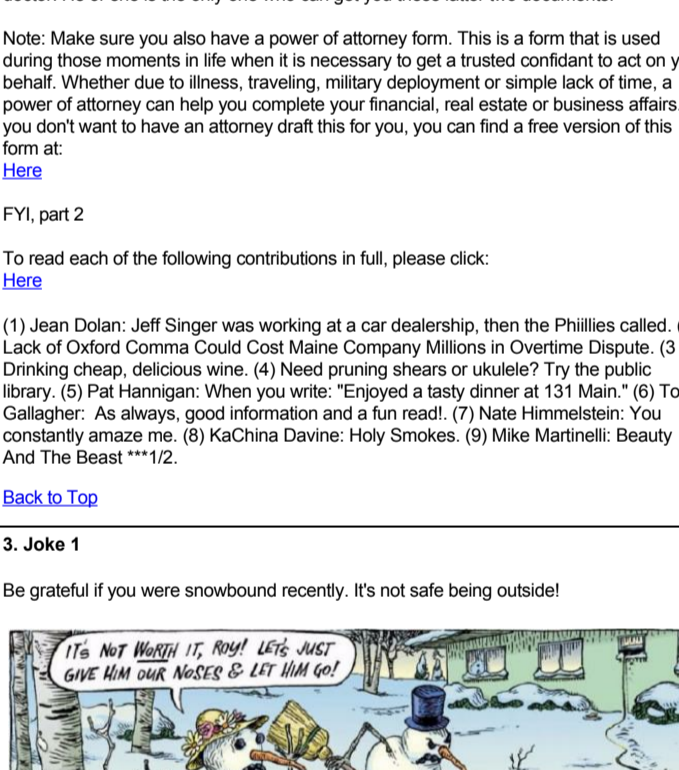 Note: Make sure you also have a power of attorney form. This is a form that is used
during those moments in life when it is necessary to get a trusted confidant to act on y
behalf. Whether due to illness, traveling, military deployment or simple lack of time, a
power of attorney can help you complete your financial, real estate or business affairs.
you don't want to have an attorney draft this for you, you can find a free version of this
form at:
Here
FYI, part 2
To read each of the following contributions in full, please click:
Here
(1) Jean Dolan: Jeff Singer was working at a car dealership, then the Phiillies called. (
Lack of Oxford Comma Could Cost Maine Company Millions in Overtime Dispute. (3
Drinking cheap, delicious wine. (4) Need pruning shears or ukulele? Try the public
library. (5) Pat Hannigan: When you write: "Enjoyed a tasty dinner at 131 Main." (6) To
Gallagher: As always, good information and a fun read!. (7) Nate Himmelstein: You
constantly amaze me. (8) KaChina Davine: Holy Smokes. (9) Mike Martinelli: Beauty
And The Beast ***1/2.
Back to Top
3. Joke 1
Be grateful if you were snowbound recently. It's not safe being outside!
IT'S NOT WORTH IT, ROY! LET'S JUST
GIVE HIM OUR NOSES & LET HIM GO!